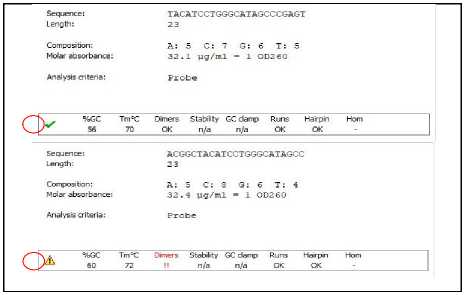 Sequence: TACATCCTGGGCATAGCCCGAGT
Length: 23
Composition: A: 5 C: 7 G: 6 T: 5
Molar absorbance: 32.1 µg/ml = 1 OD260
Analysis criteria: Probe
%GC Tm°C Dimers Stability GC clamp Runs Hairpin Hom
56 70 OK n/a n/a OK OK -
Sequence: ACGGCTACATCCTGGGCATAGCC
Length: 23
Composition: A: 5 C: 8 G: 6 T: 4
Molar absorbance: 32.4 µg/ml = 1 OD260
Analysis criteria: Probe
%GC Tm°C Dimers Stability GC clamp Runs Hairpin Hom
60 72 !! n/a n/a OK OK -